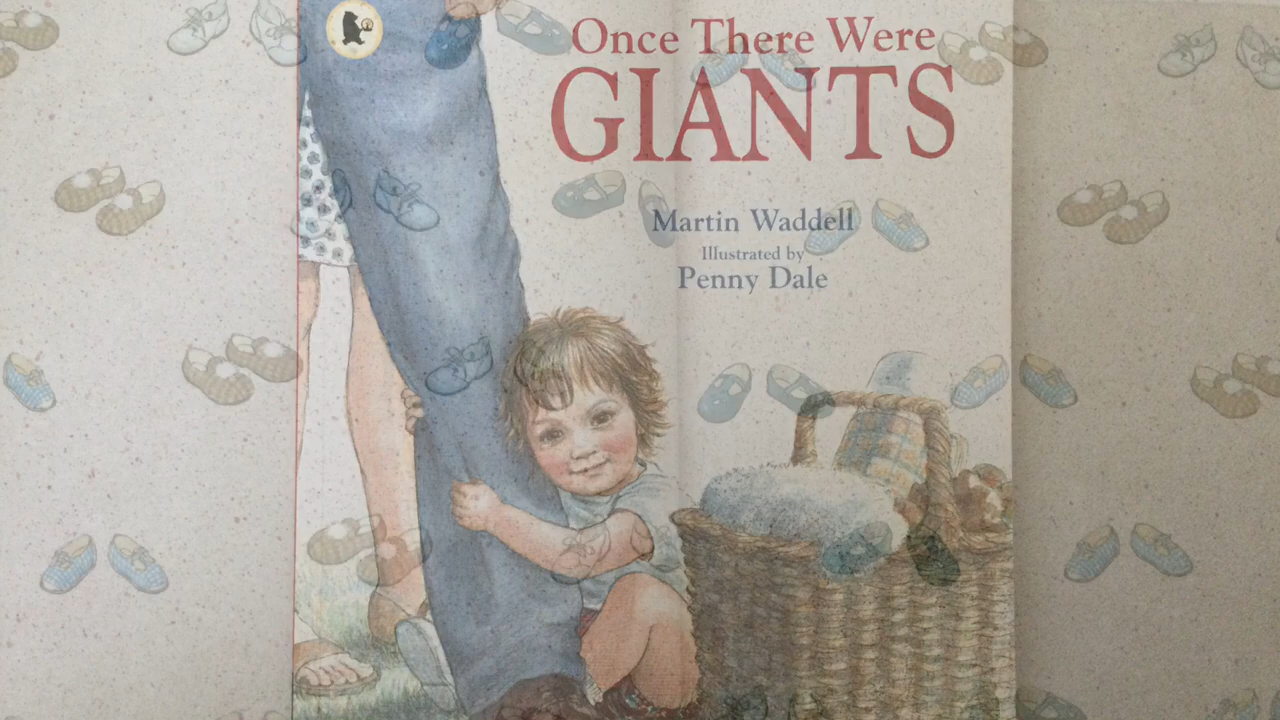 Once There Were
GIANTS
Martin Waddell
Illustrated by
Penny Dale